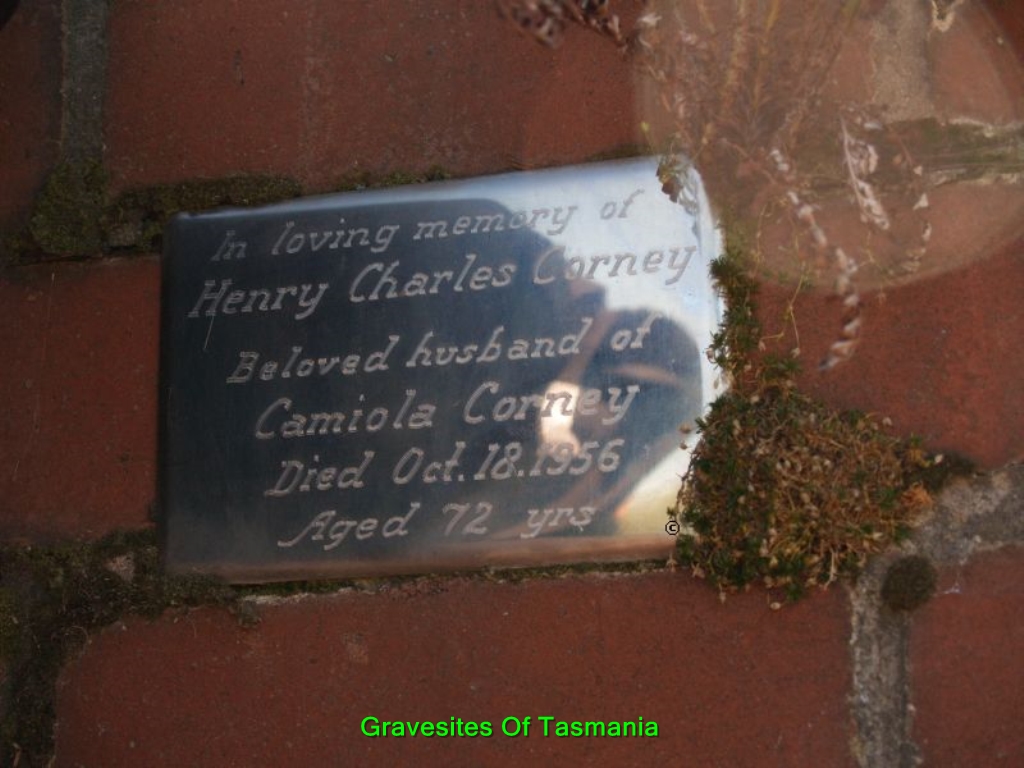 In loving memory of
Henry Charles Corney
Beloved husband of
Camiola Corney
Died Oct. 18. 1956
Aged 72 yrs
©
Gravesites Of Tasmania